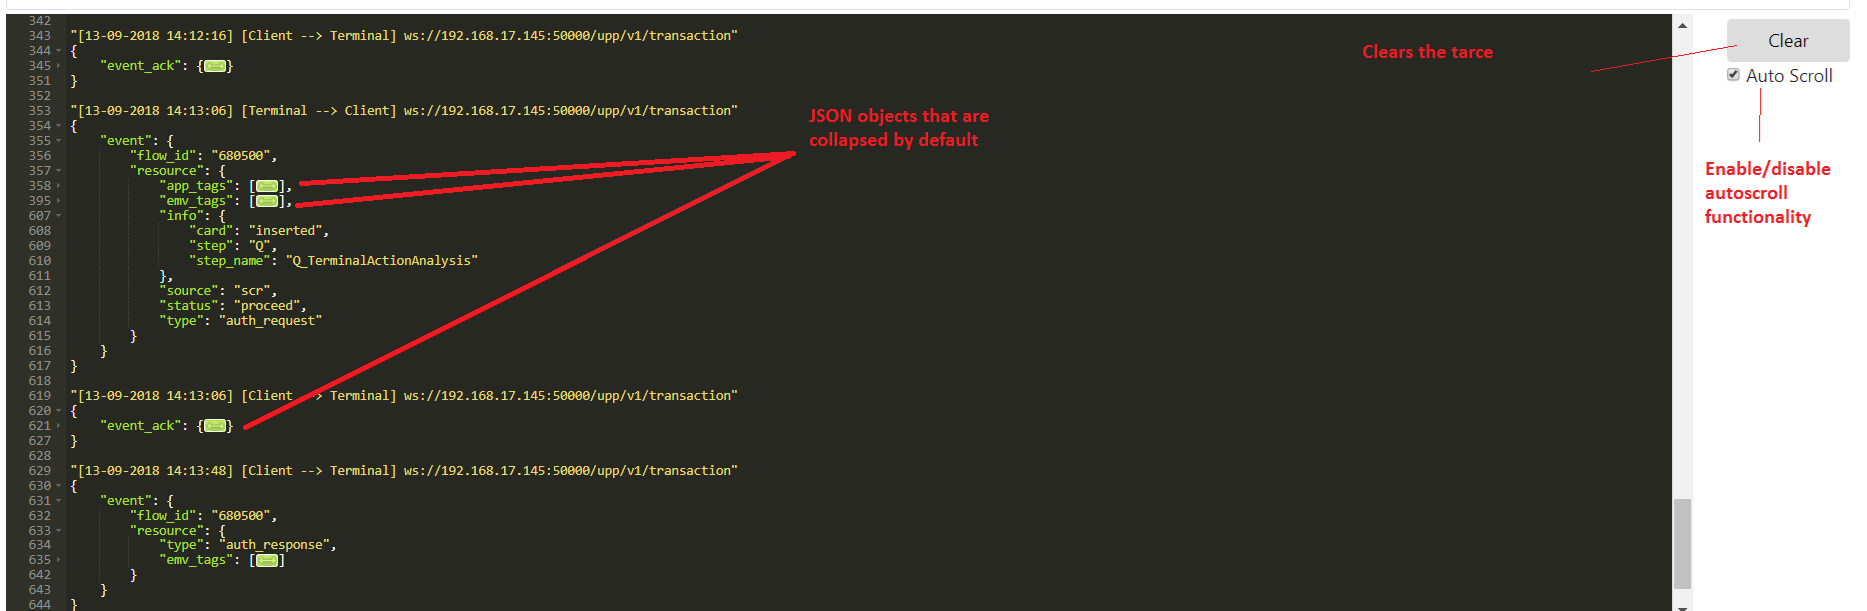 342
343 "[13-09-2018 14:12:16] [Client --> Terminal] ws://192.168.17.145:50000/upp/v1/transaction"
344 {
345 "event_ack": {}
351 }
352
353 "[13-09-2018 14:13:06] [Terminal --> Client] ws://192.168.17.145:50000/upp/v1/transaction"
354 {
355 "event": {
356 "flow_id": "680500",
357 "resource": {
358 "app_tags": [],
395 "emv_tags": [],
607 "info": {
608 "card": "inserted",
609 "step": "Q",
610 "step_name": "Q_TerminalActionAnalysis"
611 },
612 "source": "scr",
613 "status": "proceed",
614 "type": "auth_request"
615 }
616 }
617 }
618
619 "[13-09-2018 14:13:06] [Client --> Terminal] ws://192.168.17.145:50000/upp/v1/transaction"
620 {
621 "event_ack": {}
627 }
628
629 "[13-09-2018 14:13:48] [Client --> Terminal] ws://192.168.17.145:50000/upp/v1/transaction"
630 {
631 "event": {
632 "flow_id": "680500",
633 "resource": {
634 "type": "auth_response",
635 "emv_tags": []
642 }
643 }
644 }
JSON objects that are
collapsed by default
Clears the tarce
Clear
Auto Scroll
Enable/disable
autoscroll
functionality